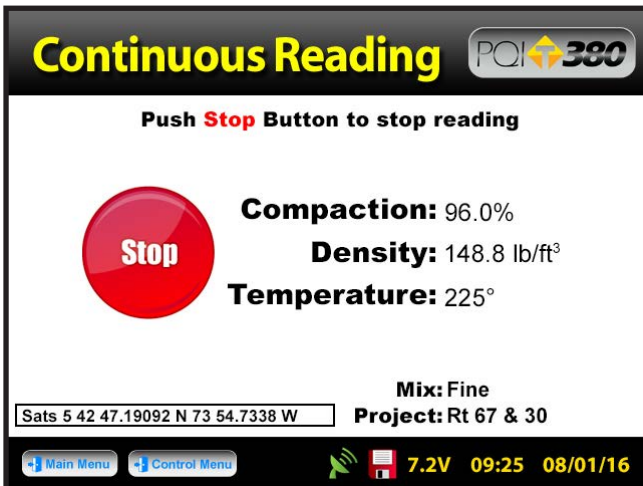 Continuous Reading PQI T 380
Push Stop Button to stop reading
Stop
Compaction: 96.0%
Density: 148.8 lb/ft³
Temperature: 225°
Mix: Fine
Sats 5 42 47.19092 N 73 54.7338 W
Project: Rt 67 & 30
Main Menu
Control Menu
7.2V 09:25 08/01/16